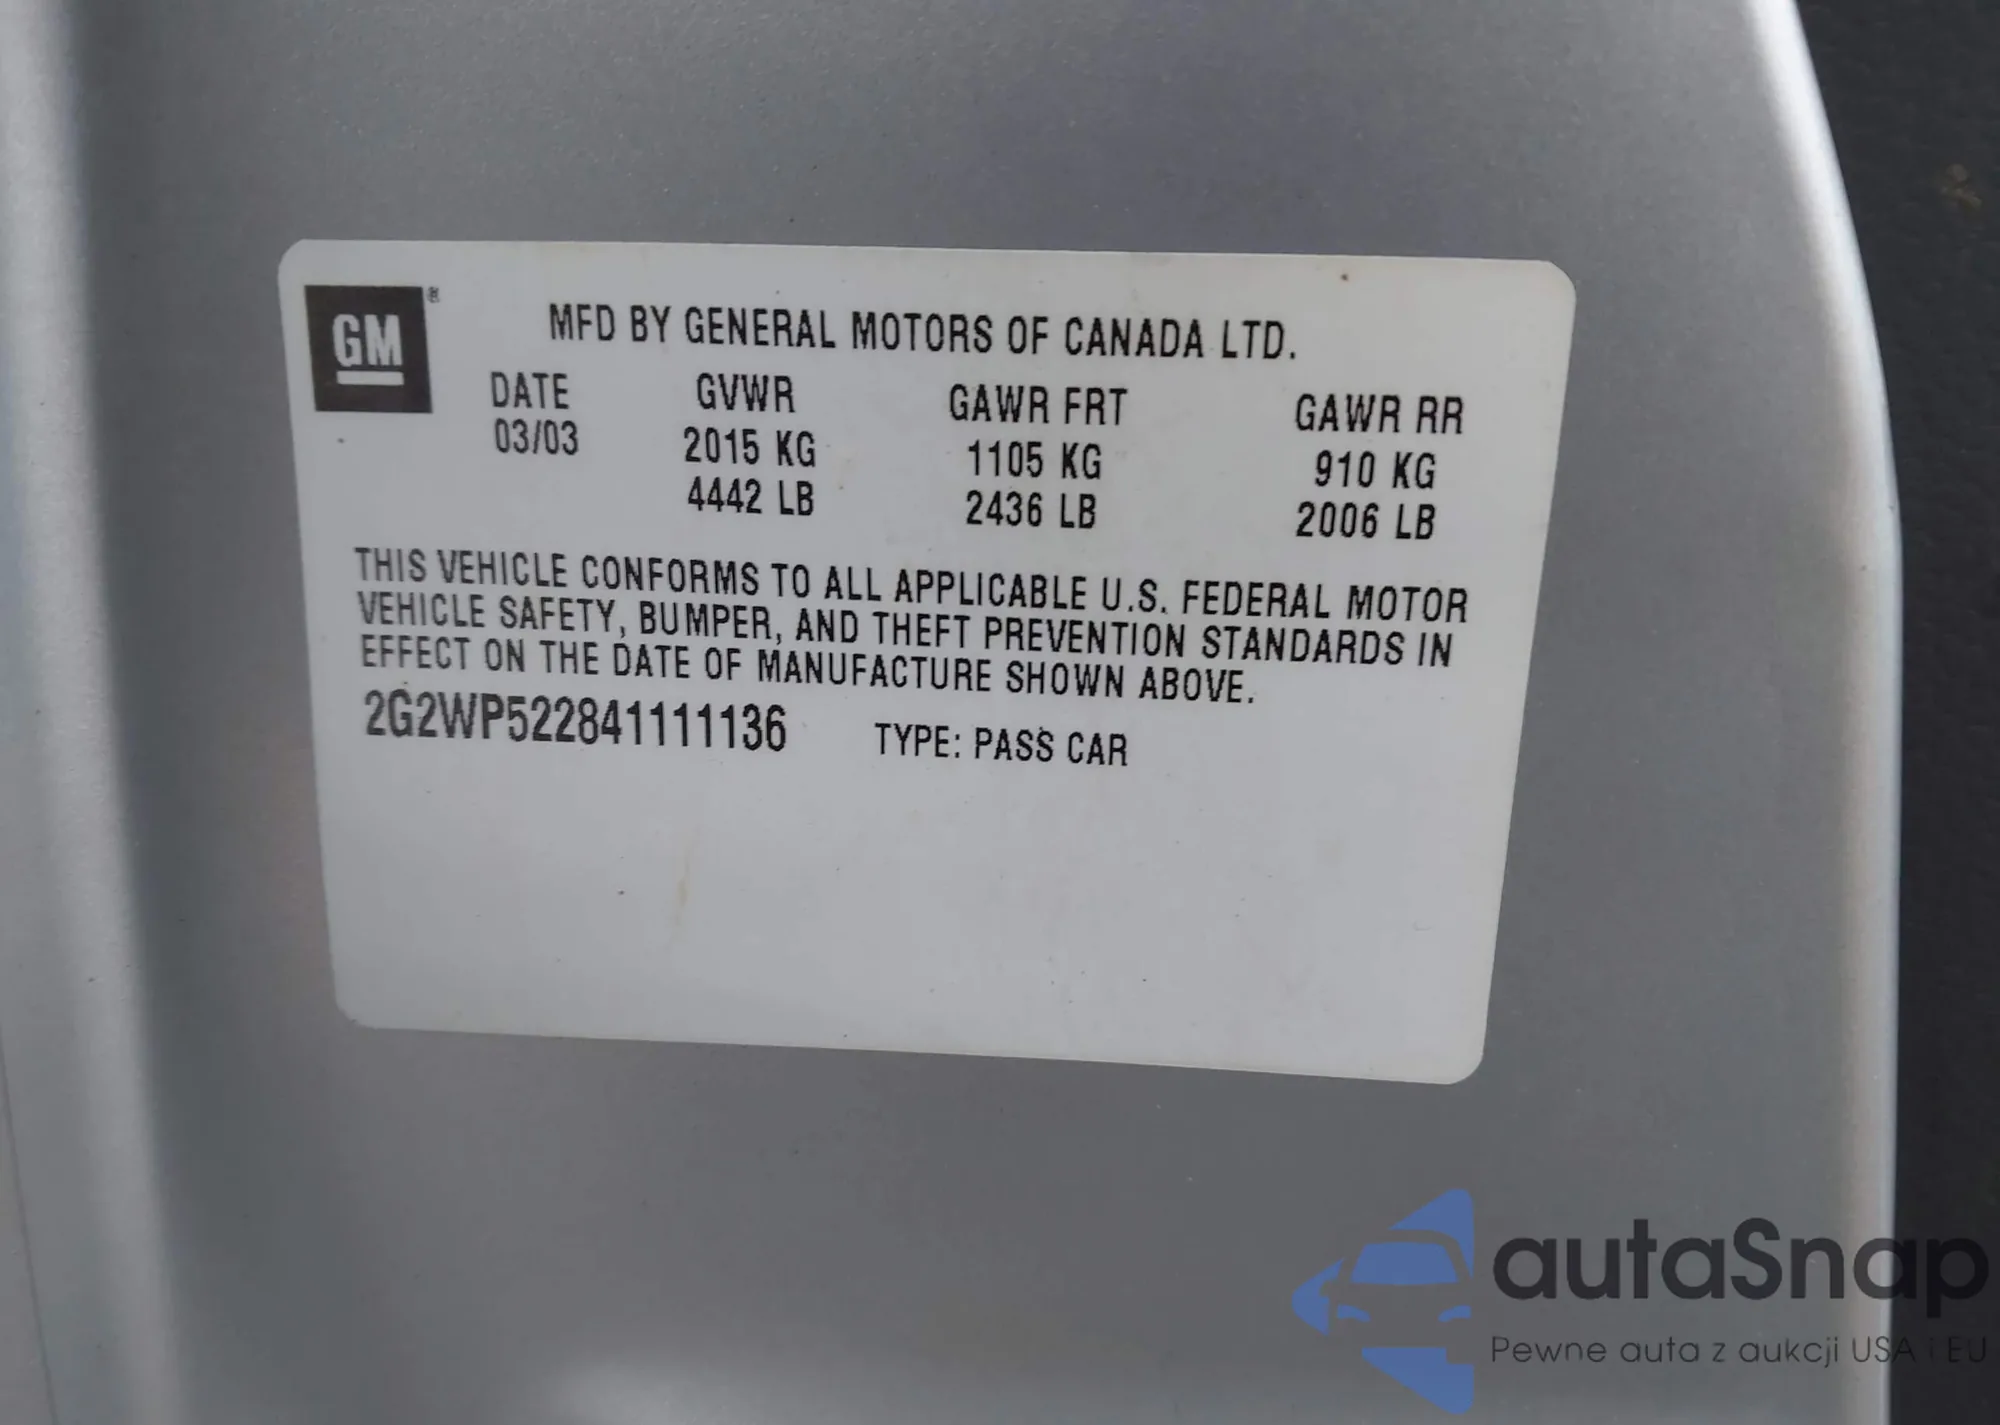 GM®
MFD BY GENERAL MOTORS OF CANADA LTD.
DATE GVWR GAWR FRT GAWR RR
03/03 2015 KG 1105 KG 910 KG
4442 LB 2436 LB 2006 LB
THIS VEHICLE CONFORMS TO ALL APPLICABLE U.S. FEDERAL MOTOR
VEHICLE SAFETY, BUMPER, AND THEFT PREVENTION STANDARDS IN
EFFECT ON THE DATE OF MANUFACTURE SHOWN ABOVE.
2G2WP522841111136 TYPE: PASS CAR
autaSnap
Pewne auta z aukcji USA i EU